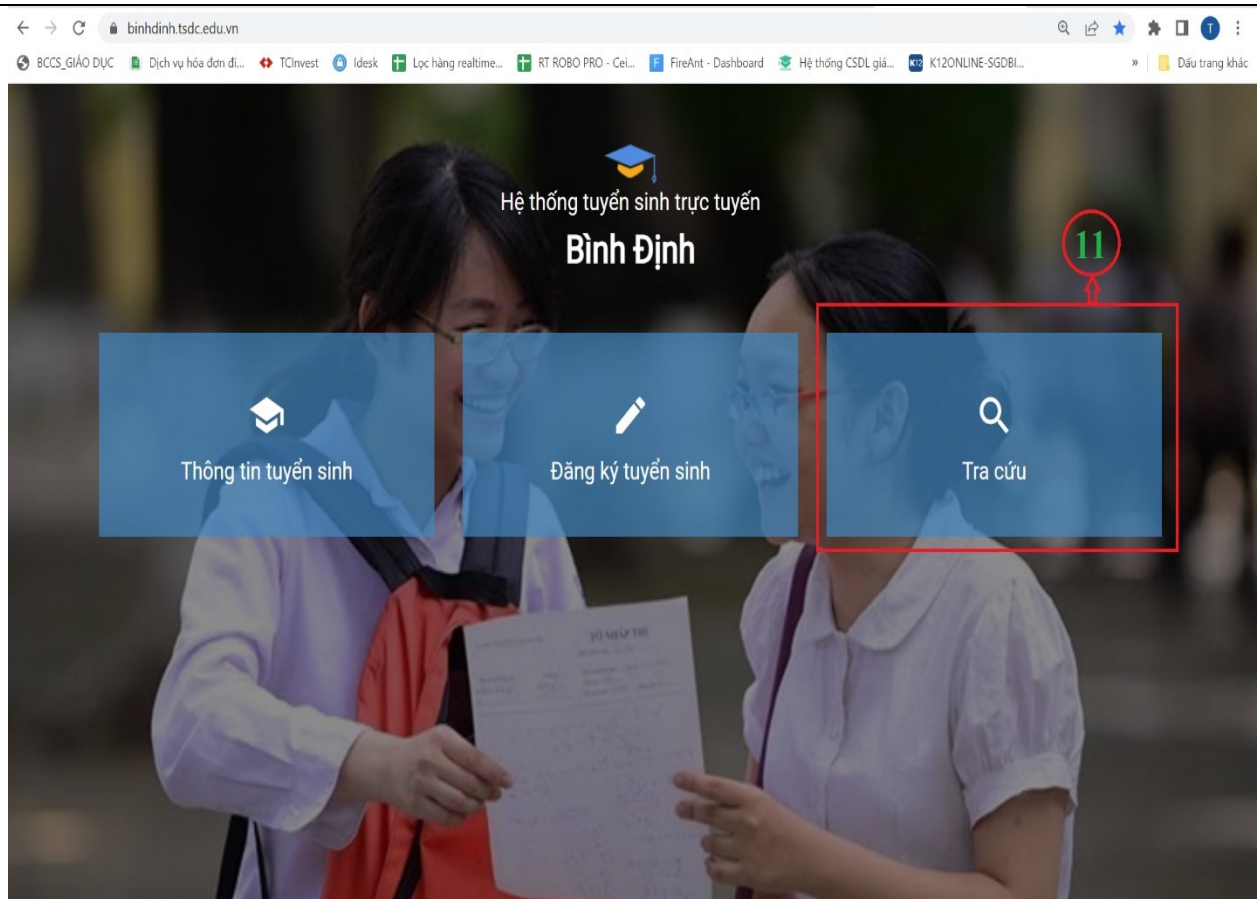 binhdinh.tsdc.edu.vn
T
BCCS_GIÁO DỤC
Dịch vụ hóa đơn đi...
TCInvest
Idesk
Lọc hàng realtime...
RT ROBO PRO - Cei...
F
FireAnt - Dashboard
Hệ thống CSDL giá...
K12
K12ONLINE-SGDBI...
»
Dấu trang khác
Hệ thống tuyển sinh trực tuyến
Bình Định
11
Thông tin tuyển sinh
Đăng ký tuyển sinh
Tra cứu
TỜ NHÁP THI